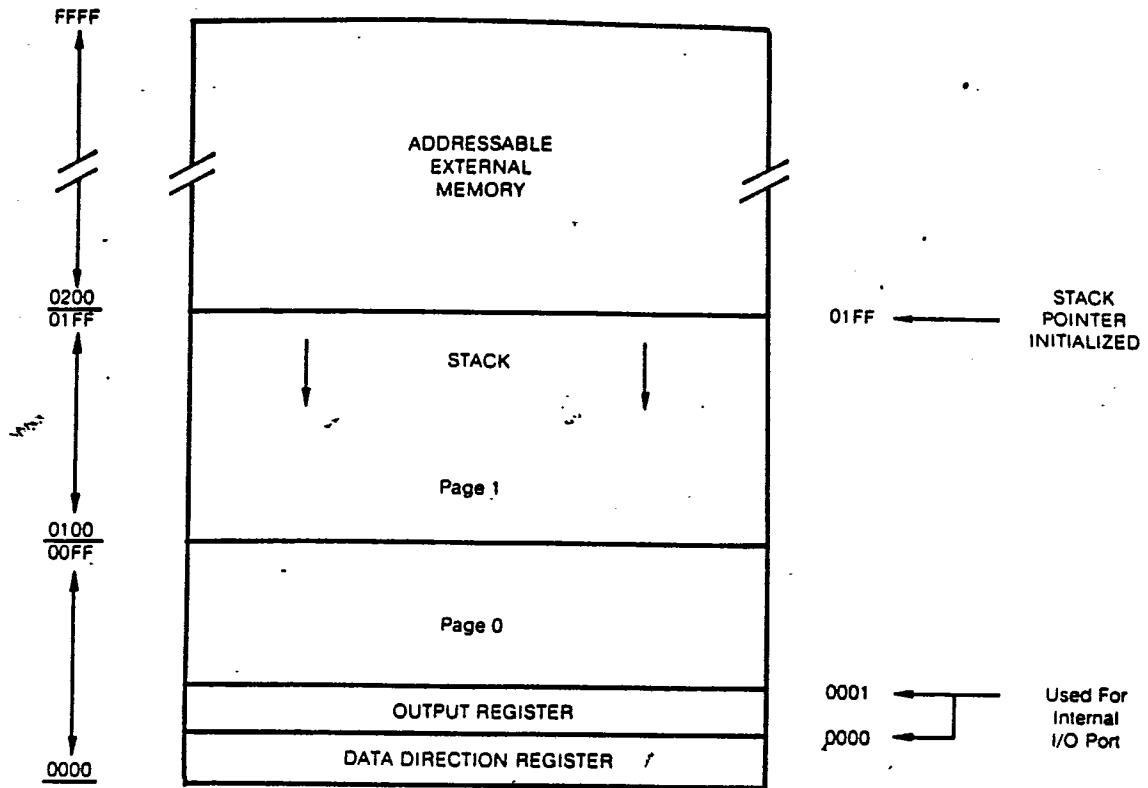 FFFF
ADDRESSABLE
EXTERNAL
MEMORY
0200
01FF
01FF
STACK
POINTER
INITIALIZED
STACK
Page 1
0100
00FF
Page 0
0001
Used For
Internal
I/O Port
OUTPUT REGISTER
0000
DATA DIRECTION REGISTER
0000